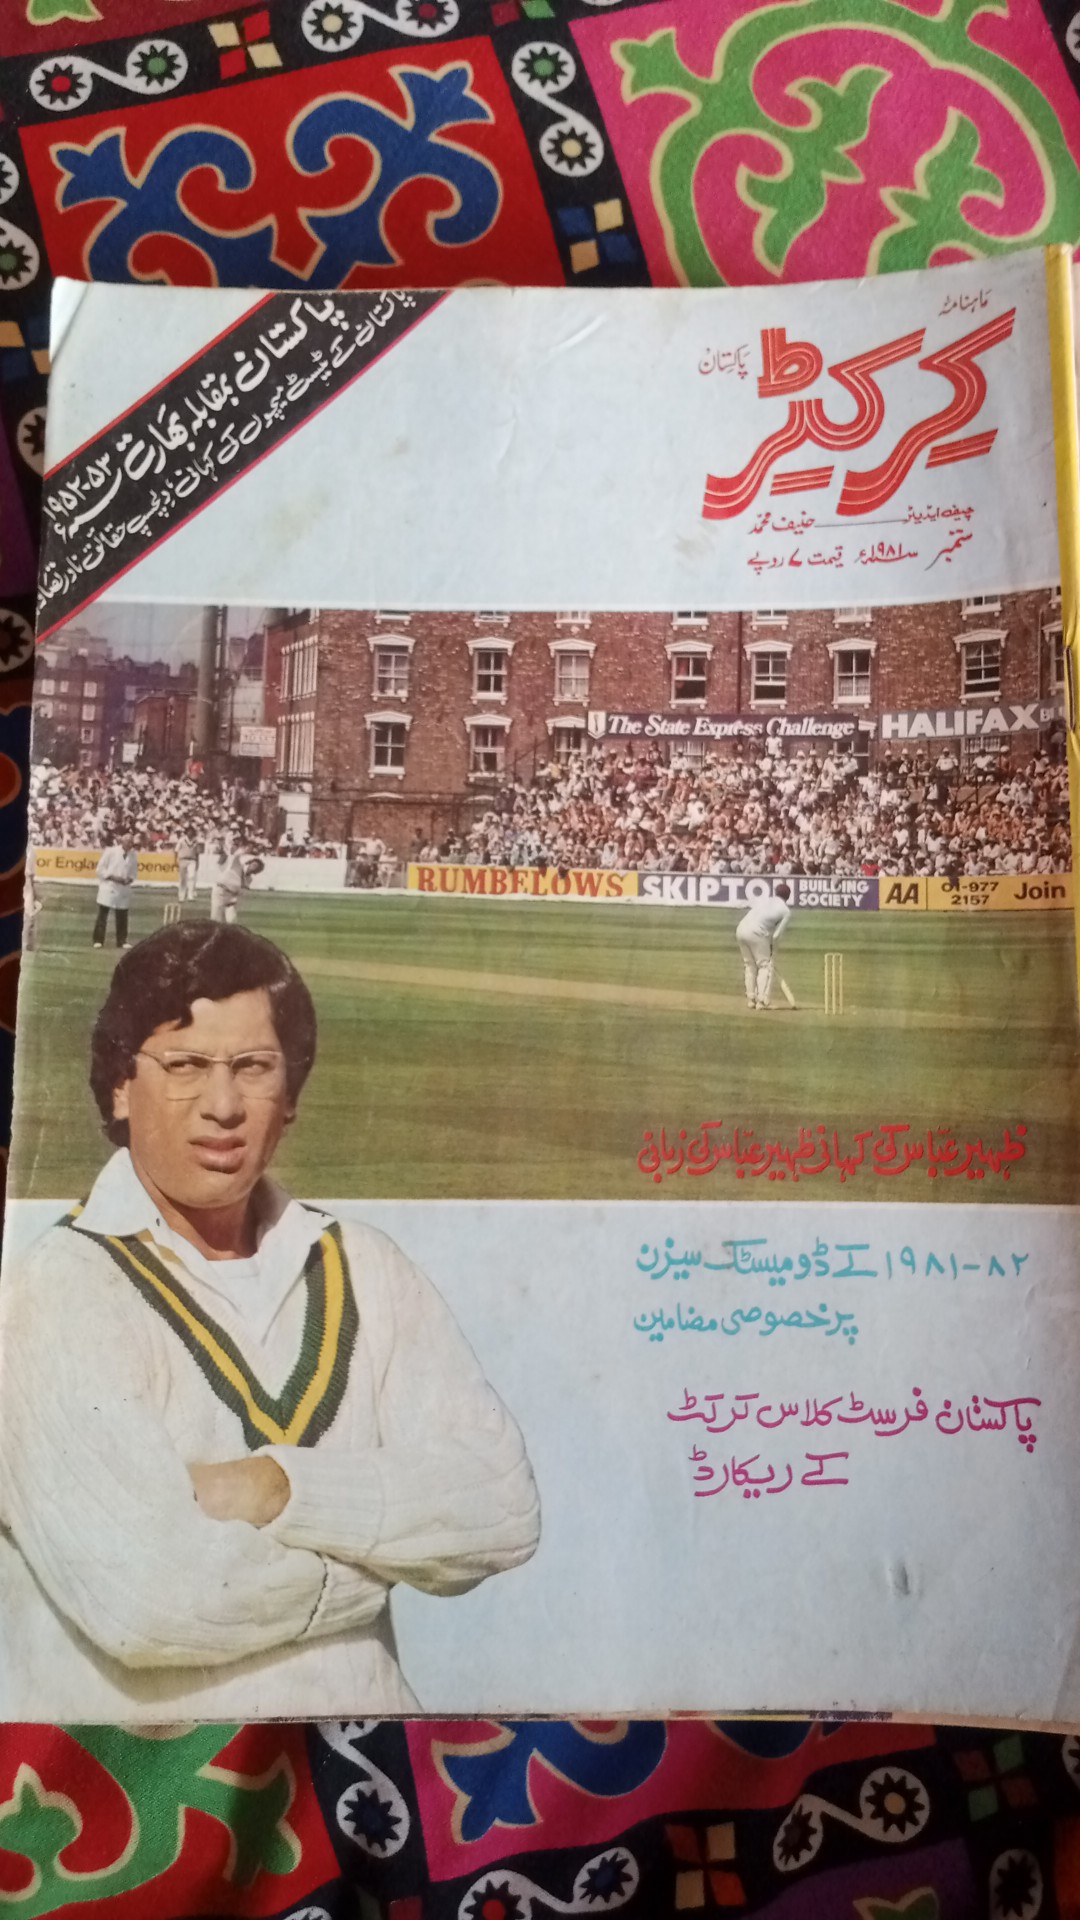 ماہنامہ
کرکٹر
پاکستان
چیف ایڈیٹر حنیف محمد
ستمبر ۱۹۸۱ء قیمت ۷ روپے
پاکستان بمقابلہ بھارت ۵۳-۱۹۵۲ء
پاکستان کے ٹیسٹ میچوں کی کہانی، دلچسپ حقائق نادر
The State Express Challenge
HALIFAX
or Engla
RUMBELOWS
SKIPTON BUILDING SOCIETY
AA
01-977
2157
Join
ظہیر عباس کی کہانی ظہیر عباس کی زبانی
۱۹۸۱-۸۲ کے ڈومیسٹک سیزن
پر خصوصی مضامین
پاکستان فرسٹ کلاس کرکٹ
کے ریکارڈ